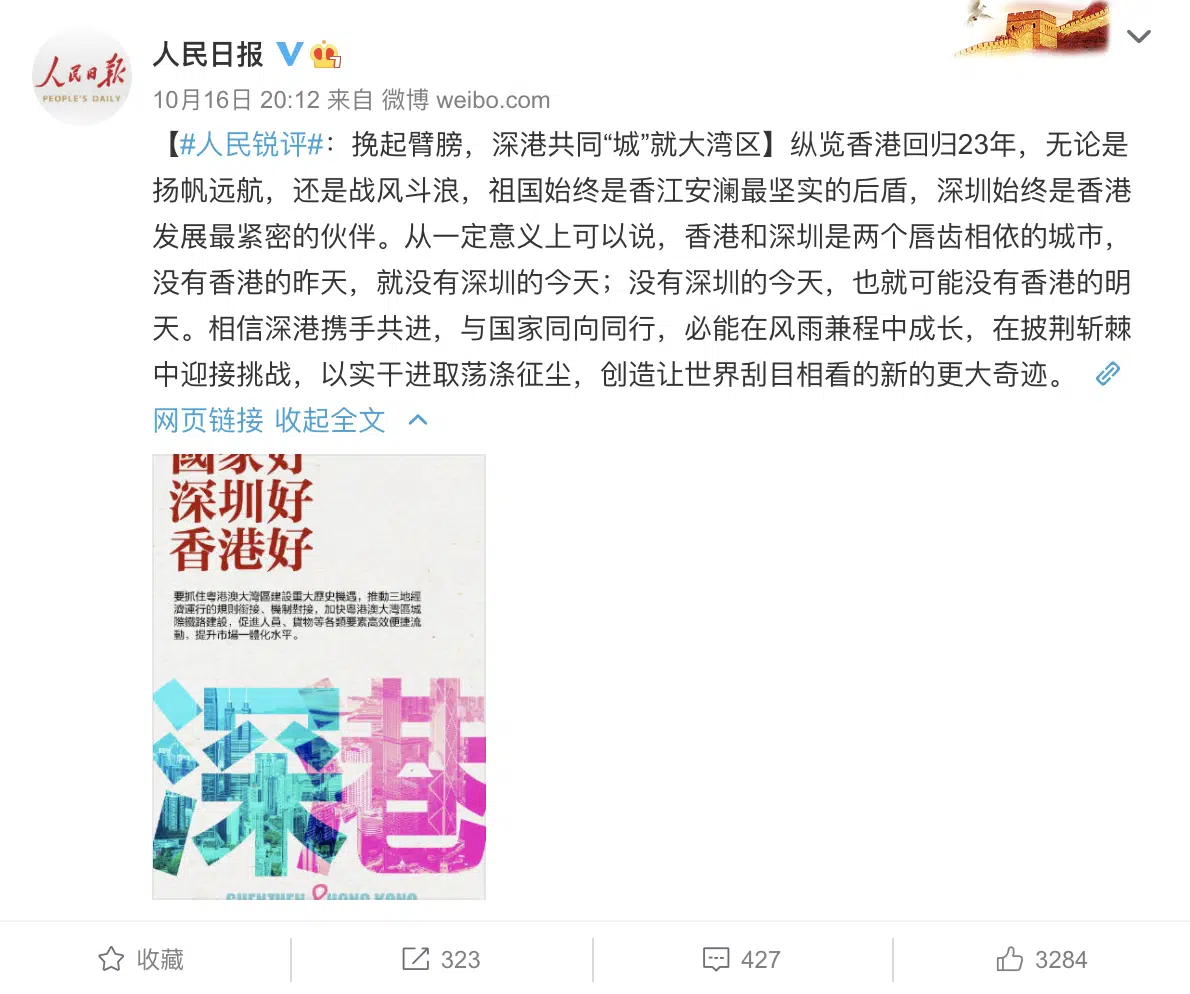 人民日报
PEOPLE'S DAILY
人民日报
10月16日 20:12 来自 微博 weibo.com
【#人民锐评#：挽起臂膀，深港共同“城”就大湾区】纵览香港回归23年，无论是
扬帆远航，还是战风斗浪，祖国始终是香江安澜最坚实的后盾，深圳始终是香港
发展最紧密的伙伴。从一定意义上可以说，香港和深圳是两个唇齿相依的城市，
没有香港的昨天，就没有深圳的今天；没有深圳的今天，也就可能没有香港的明
天。相信深港携手共进，与国家同向同行，必能在风雨兼程中成长，在披荆斩棘
中迎接挑战，以实干进取荡涤征尘，创造让世界刮目相看的新的更大奇迹。
网页链接 收起全文
國家好
深圳好
香港好
要抓住粵港澳大灣區建設重大歷史機遇，推動三地經
濟運行的規則銜接、機制對接，加快粵港澳大灣區城
際鐵路建設，促進人員、貨物等各類要素高效便捷流
動，提升市場一體化水平。
深港
SHENZHEN & HONG KONG
收藏
323
427
3284